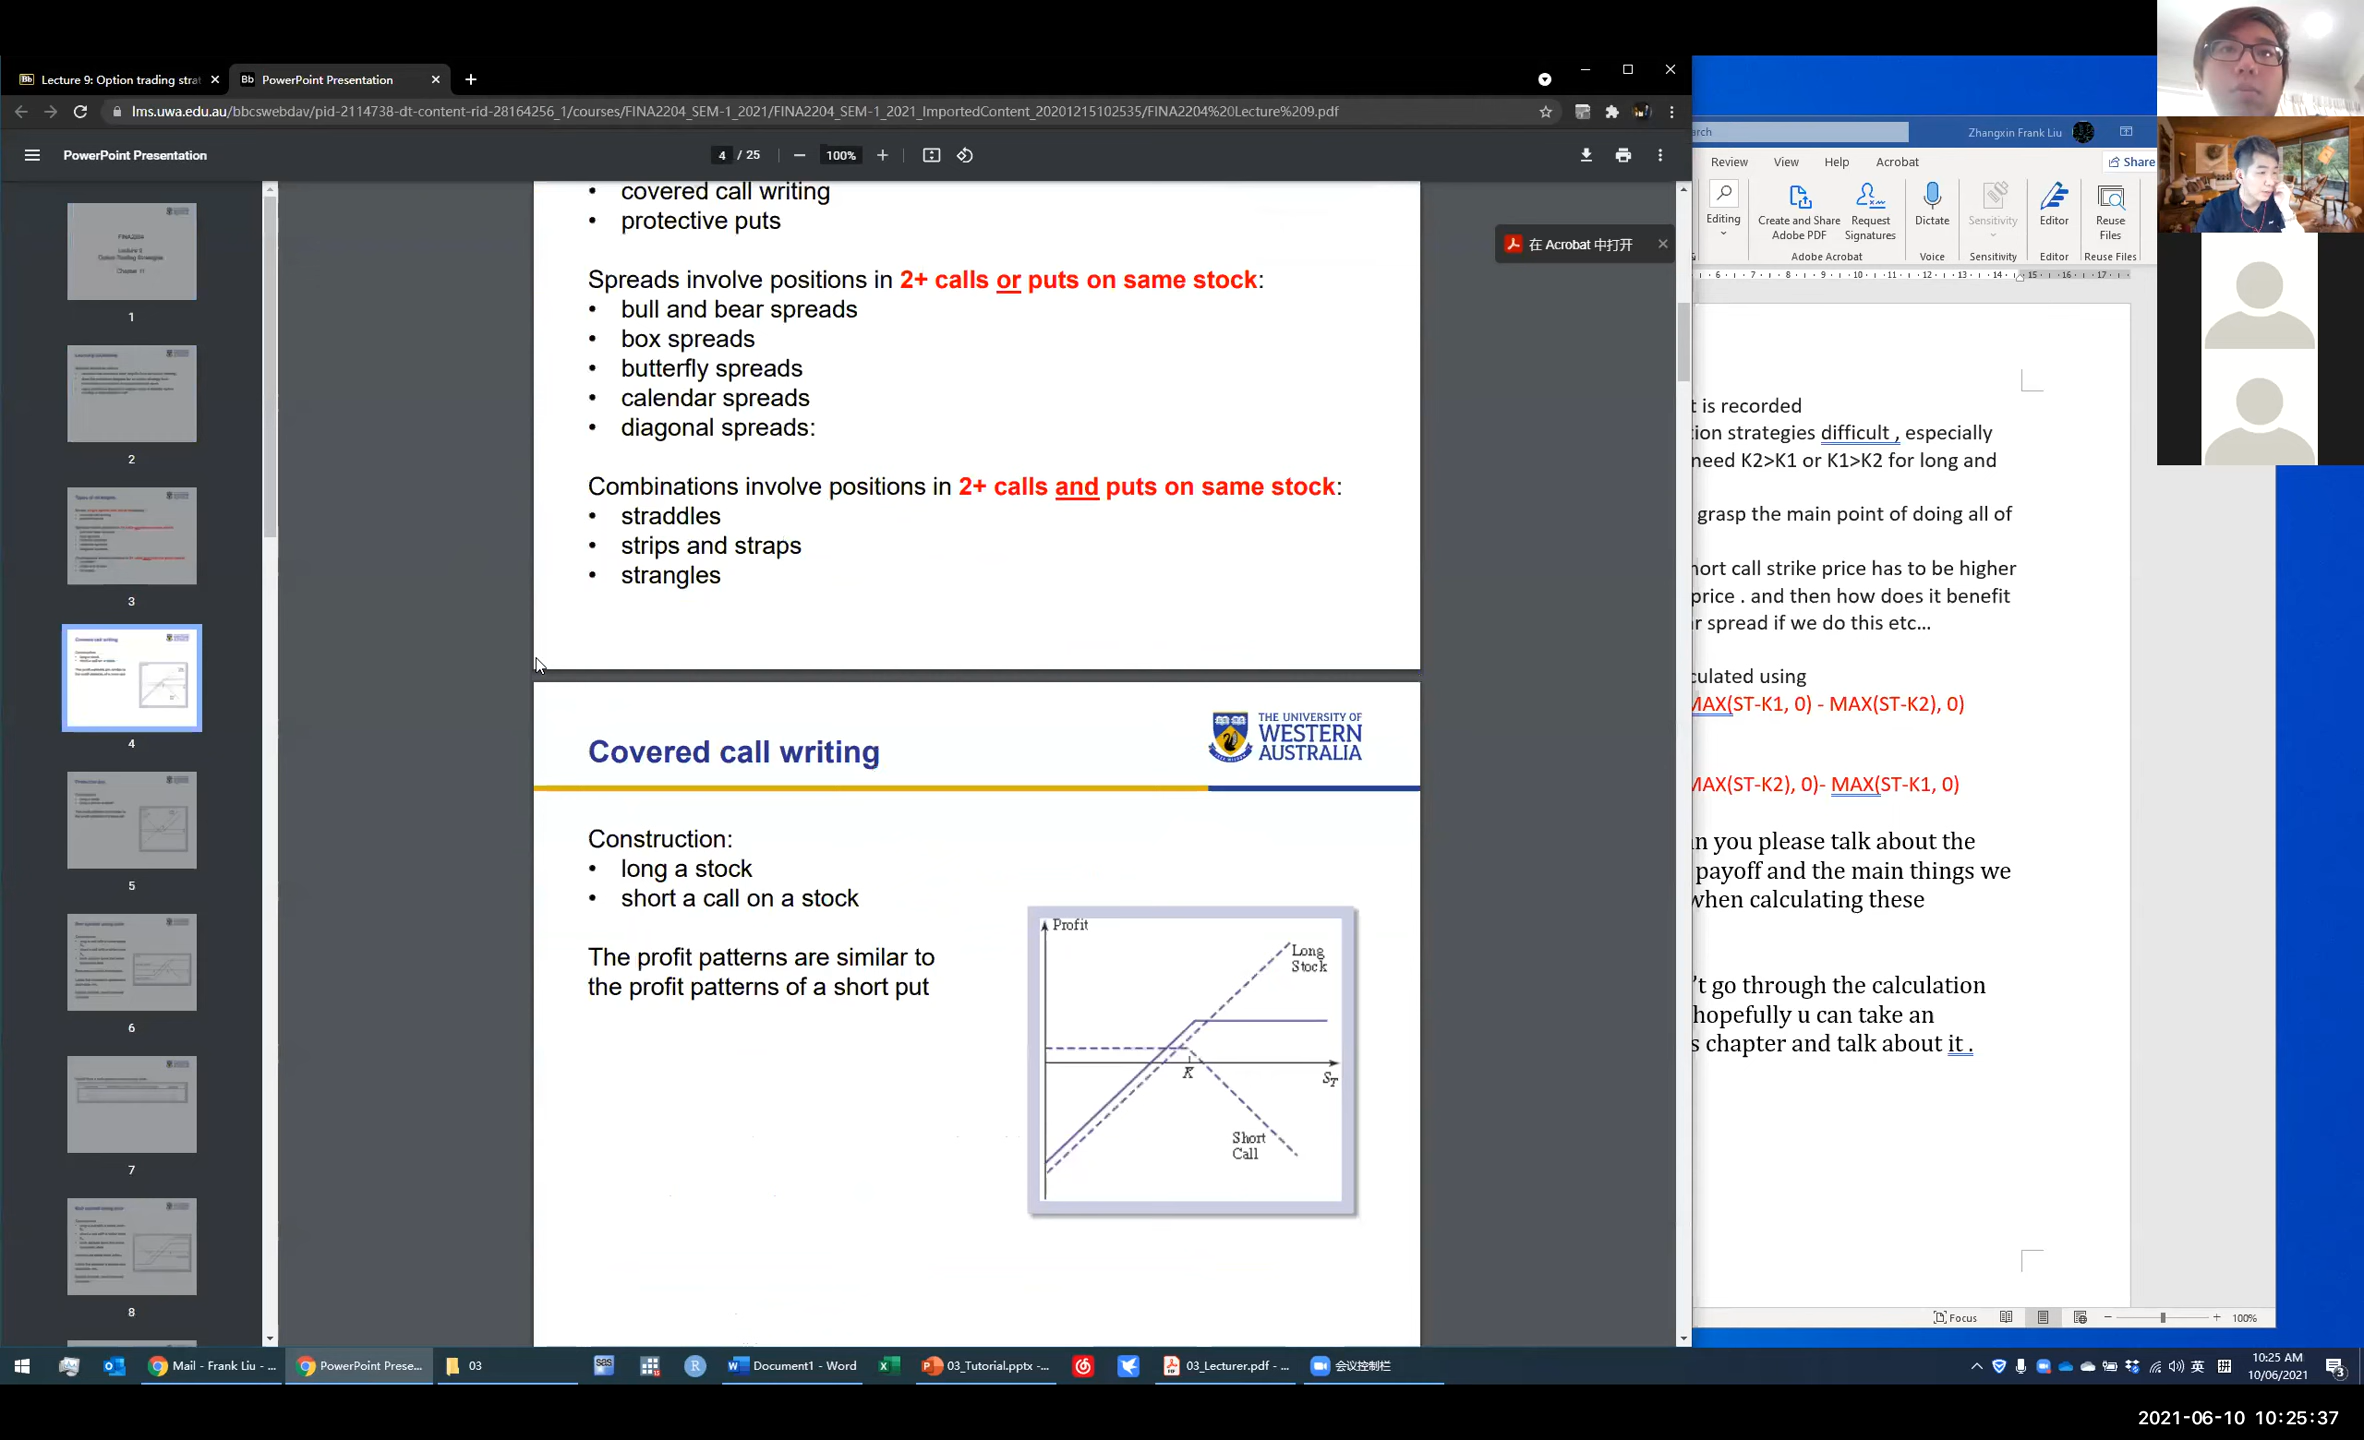 Lecture 9: Option trading strat
PowerPoint Presentation
lms.uwa.edu.au/bbcswebdav/pid-2114738-dt-content-rid-28164256_1/courses/FINA2204_SEM-1_2021/FINA2204_SEM-1_2021_ImportedContent_20201215102535/FINA2204%20Lecture%209.pdf
PowerPoint Presentation
4 / 25
100%
1
2
3
4
5
6
7
8
• covered call writing
• protective puts
在 Acrobat 中打开
Spreads involve positions in 2+ calls or puts on same stock:
• bull and bear spreads
• box spreads
• butterfly spreads
• calendar spreads
• diagonal spreads:
Combinations involve positions in 2+ calls and puts on same stock:
• straddles
• strips and straps
• strangles
Covered call writing
THE UNIVERSITY OF
WESTERN
AUSTRALIA
Construction:
• long a stock
• short a call on a stock
The profit patterns are similar to
the profit patterns of a short put
Profit
Long
Stock
K
ST
Short
Call
arch
Zhangxin Frank Liu
Review View Help Acrobat
Share
Editing
Create and Share
Adobe PDF
Request
Signatures
Dictate
Sensitivity
Editor
Reuse
Files
Adobe Acrobat
Voice
Sensitivity
Editor
Reuse Files
t is recorded
ion strategies difficult , especially
need K2>K1 or K1>K2 for long and
grasp the main point of doing all of
hort call strike price has to be higher
price . and then how does it benefit
r spread if we do this etc...
culated using
MAX(ST-K1, 0) - MAX(ST-K2), 0)
MAX(ST-K2), 0)- MAX(ST-K1, 0)
n you please talk about the
payoff and the main things we
when calculating these
't go through the calculation
hopefully u can take an
s chapter and talk about it .
Focus
100%
Mail - Frank Liu - ...
PowerPoint Prese...
03
sas
R
Document1 - Word
03_Tutorial.pptx -...
03_Lecturer.pdf - ...
会议控制栏
英
拼
10:25 AM
10/06/2021
3
2021-06-10 10:25:37